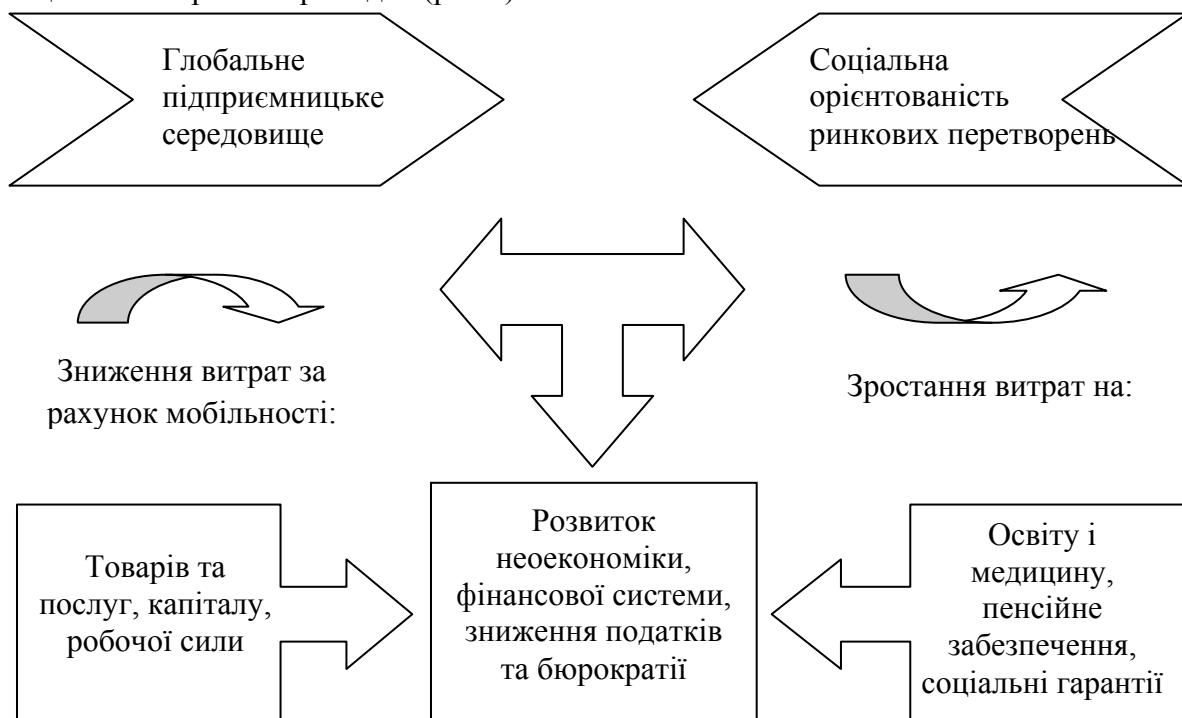 Глобальне
підприємницьке
середовище
Соціальна
орієнтованість
ринкових перетворень
Зниження витрат за
рахунок мобільності:
Зростання витрат на:
Товарів та
послуг, капіталу,
робочої сили
Розвиток
неоекономіки,
фінансової системи,
зниження податків
та бюрократії
Освіту і
медицину,
пенсійне
забезпечення,
соціальні гарантії